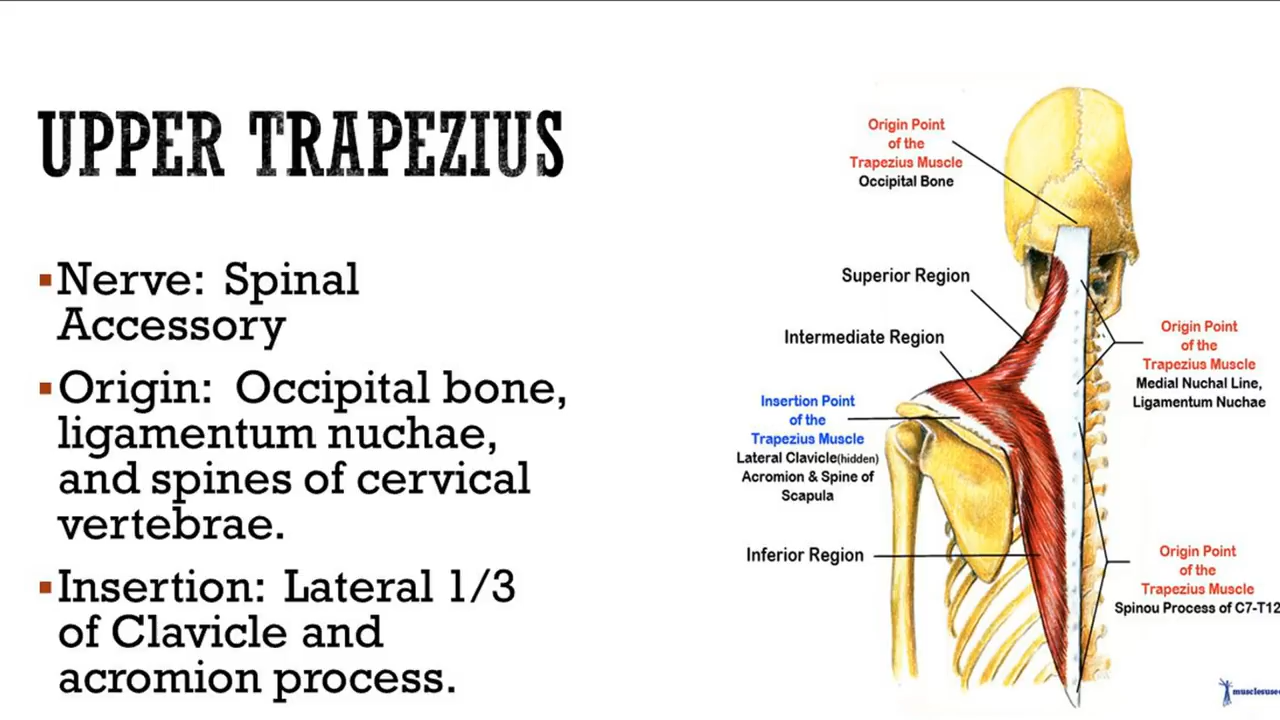 UPPER TRAPEZIUS
▪Nerve: Spinal
Accessory
▪Origin: Occipital bone,
ligamentum nuchae,
and spines of cervical
vertebrae.
▪Insertion: Lateral 1/3
of Clavicle and
acromion process.
Origin Point
of the
Trapezius Muscle
Occipital Bone
Superior Region
Intermediate Region
Insertion Point
of the
Trapezius Muscle
Lateral Clavicle(hidden)
Acromion & Spine of
Scapula
Inferior Region
Origin Point
of the
Trapezius Muscle
Medial Nuchal Line,
Ligamentum Nuchae
Origin Point
of the
Trapezius Muscle
Spinou Process of C7-T12